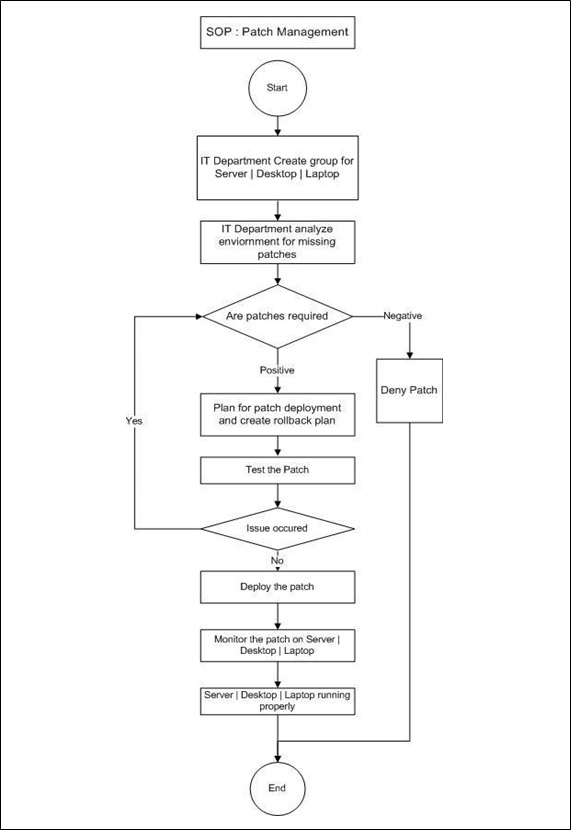 SOP : Patch Management
Start
IT Department Create group for
Server | Desktop | Laptop
IT Department analyze
enviornment for missing
patches
Are patches required
Negative
Positive
Deny Patch
Plan for patch deployment
and create rollback plan
Yes
Test the Patch
Issue occured
No
Deploy the patch
Monitor the patch on Server |
Desktop | Laptop
Server | Desktop | Laptop running
properly
End